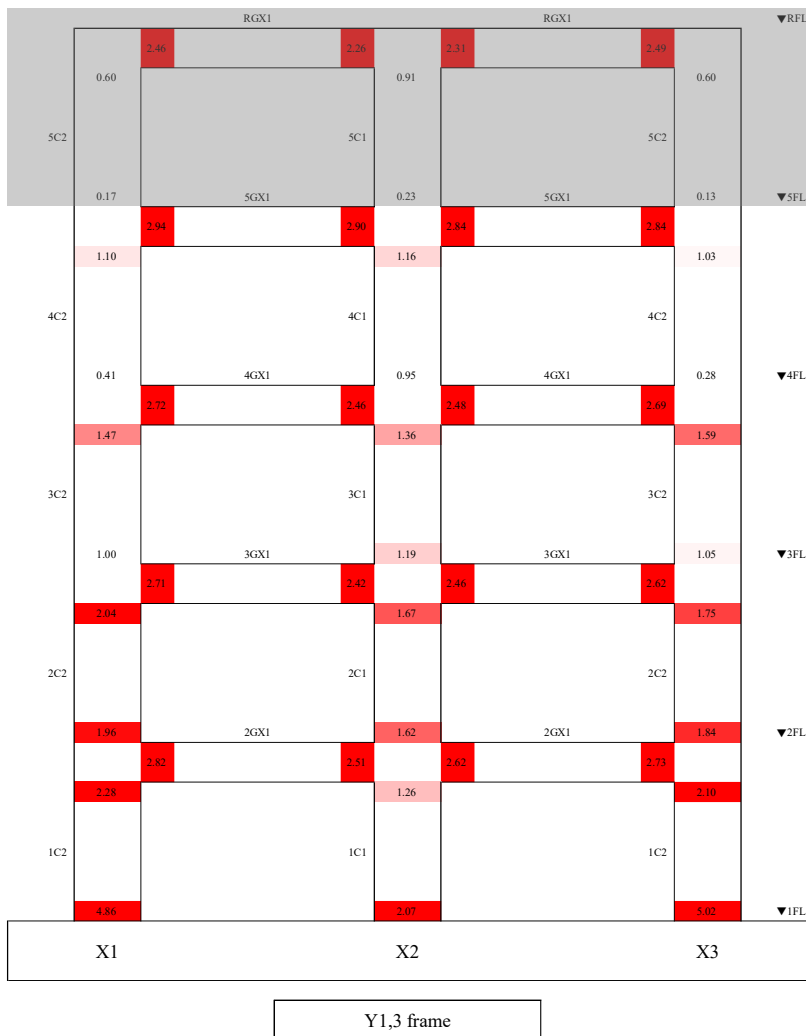 RGX1 RGX1 ▼RFL
2.46 2.26 2.31 2.49
0.60 0.91 0.60
5C2 5C1 5C2
0.17 5GX1 0.23 5GX1 0.13 ▼5FL
2.94 2.90 2.84 2.84
1.10 1.16 1.03
4C2 4C1 4C2
0.41 4GX1 0.95 4GX1 0.28 ▼4FL
2.72 2.46 2.48 2.69
1.47 1.36 1.59
3C2 3C1 3C2
1.00 3GX1 1.19 3GX1 1.05 ▼3FL
2.71 2.42 2.46 2.62
2.04 1.67 1.75
2C2 2C1 2C2
1.96 2GX1 1.62 2GX1 1.84 ▼2FL
2.82 2.51 2.62 2.73
2.28 1.26 2.10
1C2 1C1 1C2
4.86 2.07 5.02 ▼1FL
X1 X2 X3
Y1,3 frame